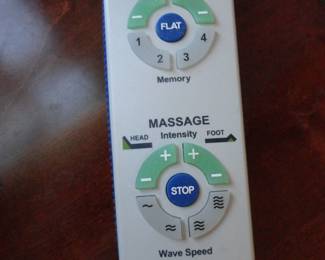 − −
FLAT
1 4
2 3
Memory
MASSAGE
Intensity
HEAD FOOT
+ +
− −
STOP
~ ≋
≈ ≋
Wave Speed